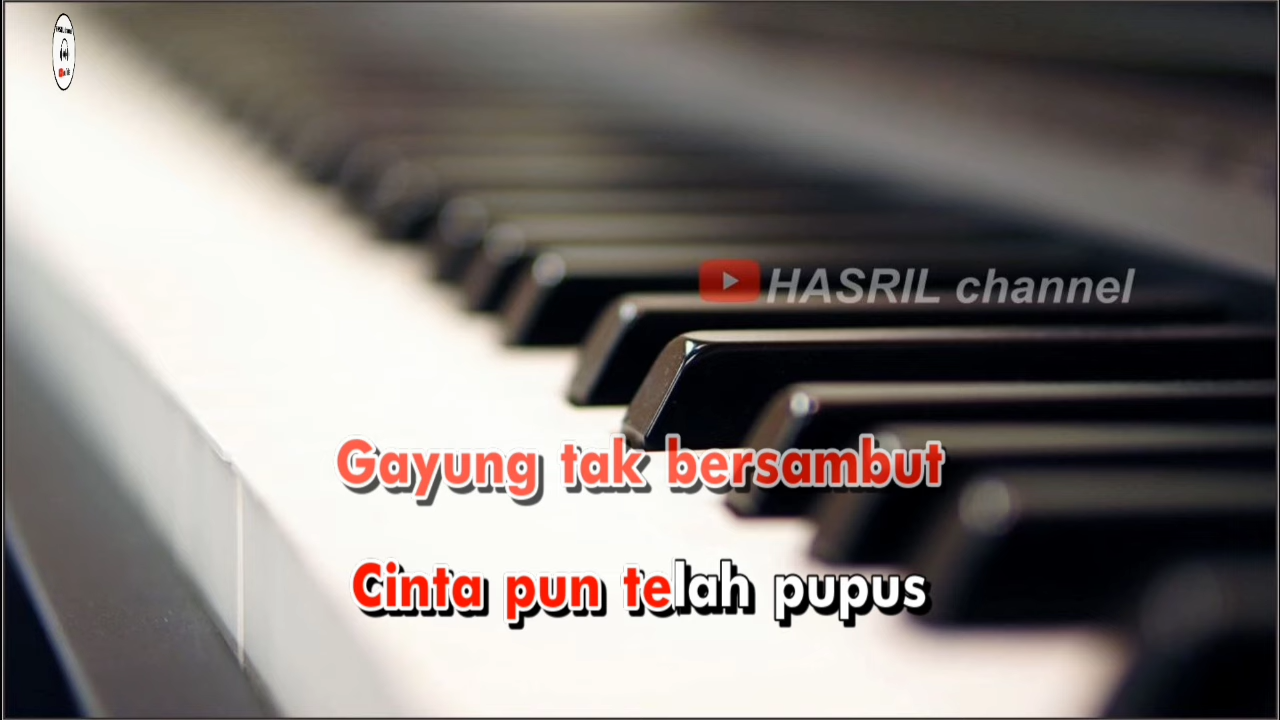 HASRIL channel
Gayung tak bersambut
Cinta pun telah pupus